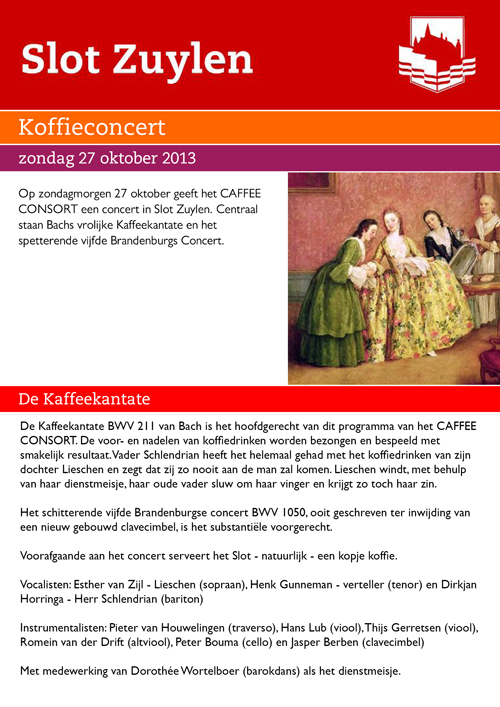 Slot Zuylen
Koffieconcert
zondag 27 oktober 2013
Op zondagmorgen 27 oktober geeft het CAFFEE
CONSORT een concert in Slot Zuylen. Centraal
staan Bachs vrolijke Kaffeekantate en het
spetterende vijfde Brandenburgs Concert.
De Kaffeekantate
De Kaffeekantate BWV 211 van Bach is het hoofdgerecht van dit programma van het CAFFEE
CONSORT. De voor- en nadelen van koffiedrinken worden bezongen en bespeeld met
smakelijk resultaat. Vader Schlendrian heeft het helemaal gehad met het koffiedrinken van zijn
dochter Lieschen en zegt dat zij zo nooit aan de man zal komen. Lieschen windt, met behulp
van haar dienstmeisje, haar oude vader sluw om haar vinger en krijgt zo toch haar zin.
Het schitterende vijfde Brandenburgse concert BWV 1050, ooit geschreven ter inwijding van
een nieuw gebouwd clavecimbel, is het substantiële voorgerecht.
Voorafgaande aan het concert serveert het Slot - natuurlijk - een kopje koffie.
Vocalisten: Esther van Zijl - Lieschen (sopraan), Henk Gunneman - verteller (tenor) en Dirkjan
Horringa - Herr Schlendrian (bariton)
Instrumentalisten: Pieter van Houwelingen (traverso), Hans Lub (viool), Thijs Gerretsen (viool),
Romein van der Drift (altviool), Peter Bouma (cello) en Jasper Berben (clavecimbel)
Met medewerking van Dorothée Wortelboer (barokdans) als het dienstmeisje.